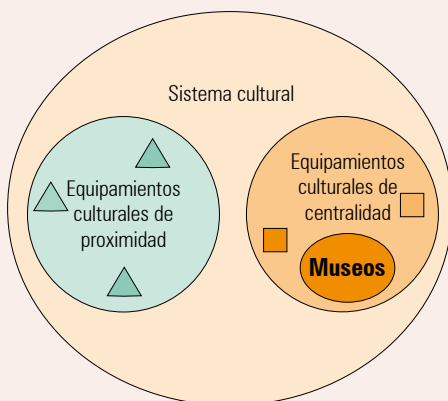 Sistema cultural
Equipamientos
culturales de
proximidad
Equipamientos
culturales de
centralidad
Museos